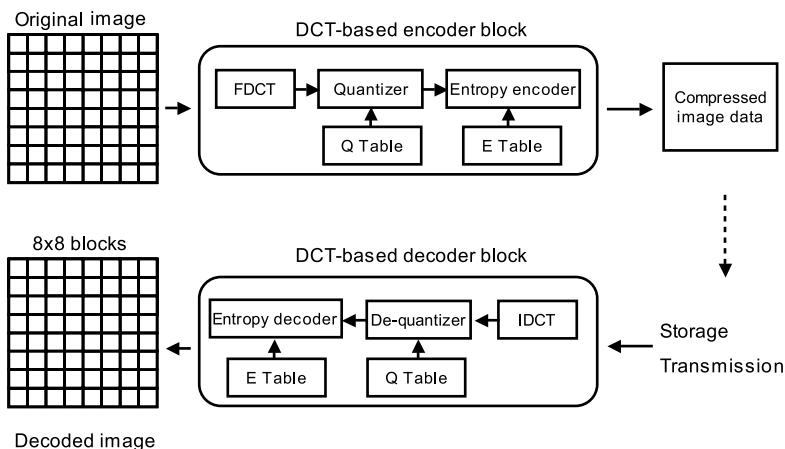 Original image
DCT-based encoder block
FDCT
Quantizer
Entropy encoder
Q Table
E Table
Compressed
image data
8x8 blocks
DCT-based decoder block
Entropy decoder
De-quantizer
IDCT
E Table
Q Table
Storage
Transmission
Decoded image